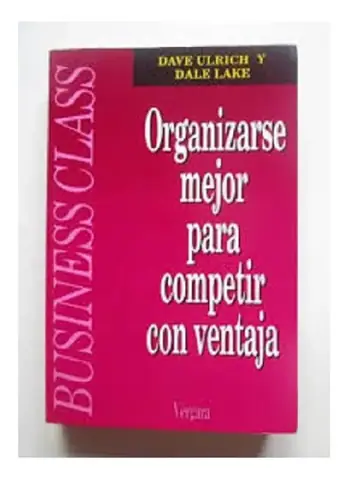 DAVE ULRICH Y
DALE LAKE
Organizarse
mejor
para
competir
con ventaja
BUSINESS CLASS
Vergara